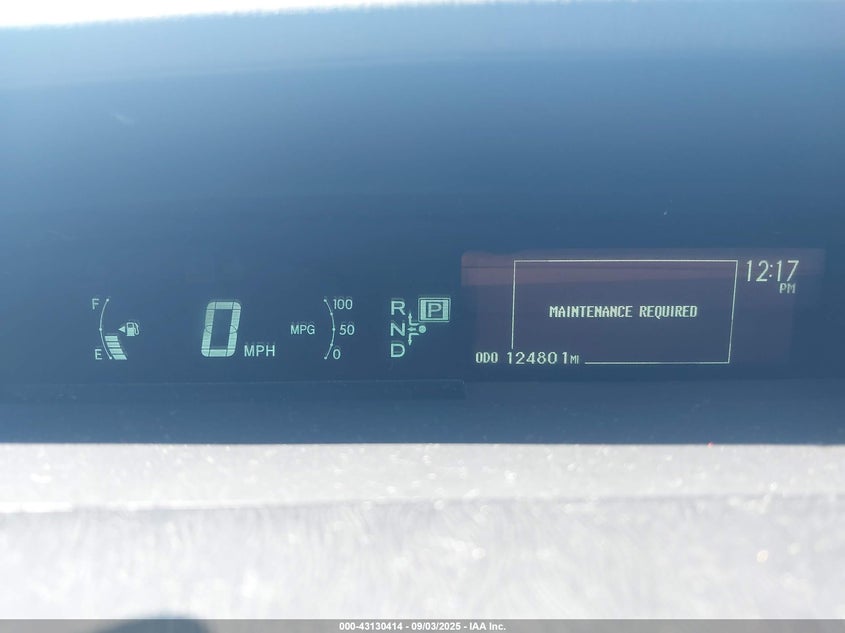 F
E
0 MPH
MPG
100
50
0
R
N
D
P
12:17
PM
MAINTENANCE REQUIRED
ODO 124801 MI
000-43130414 - 09/03/2025 - IAA Inc.